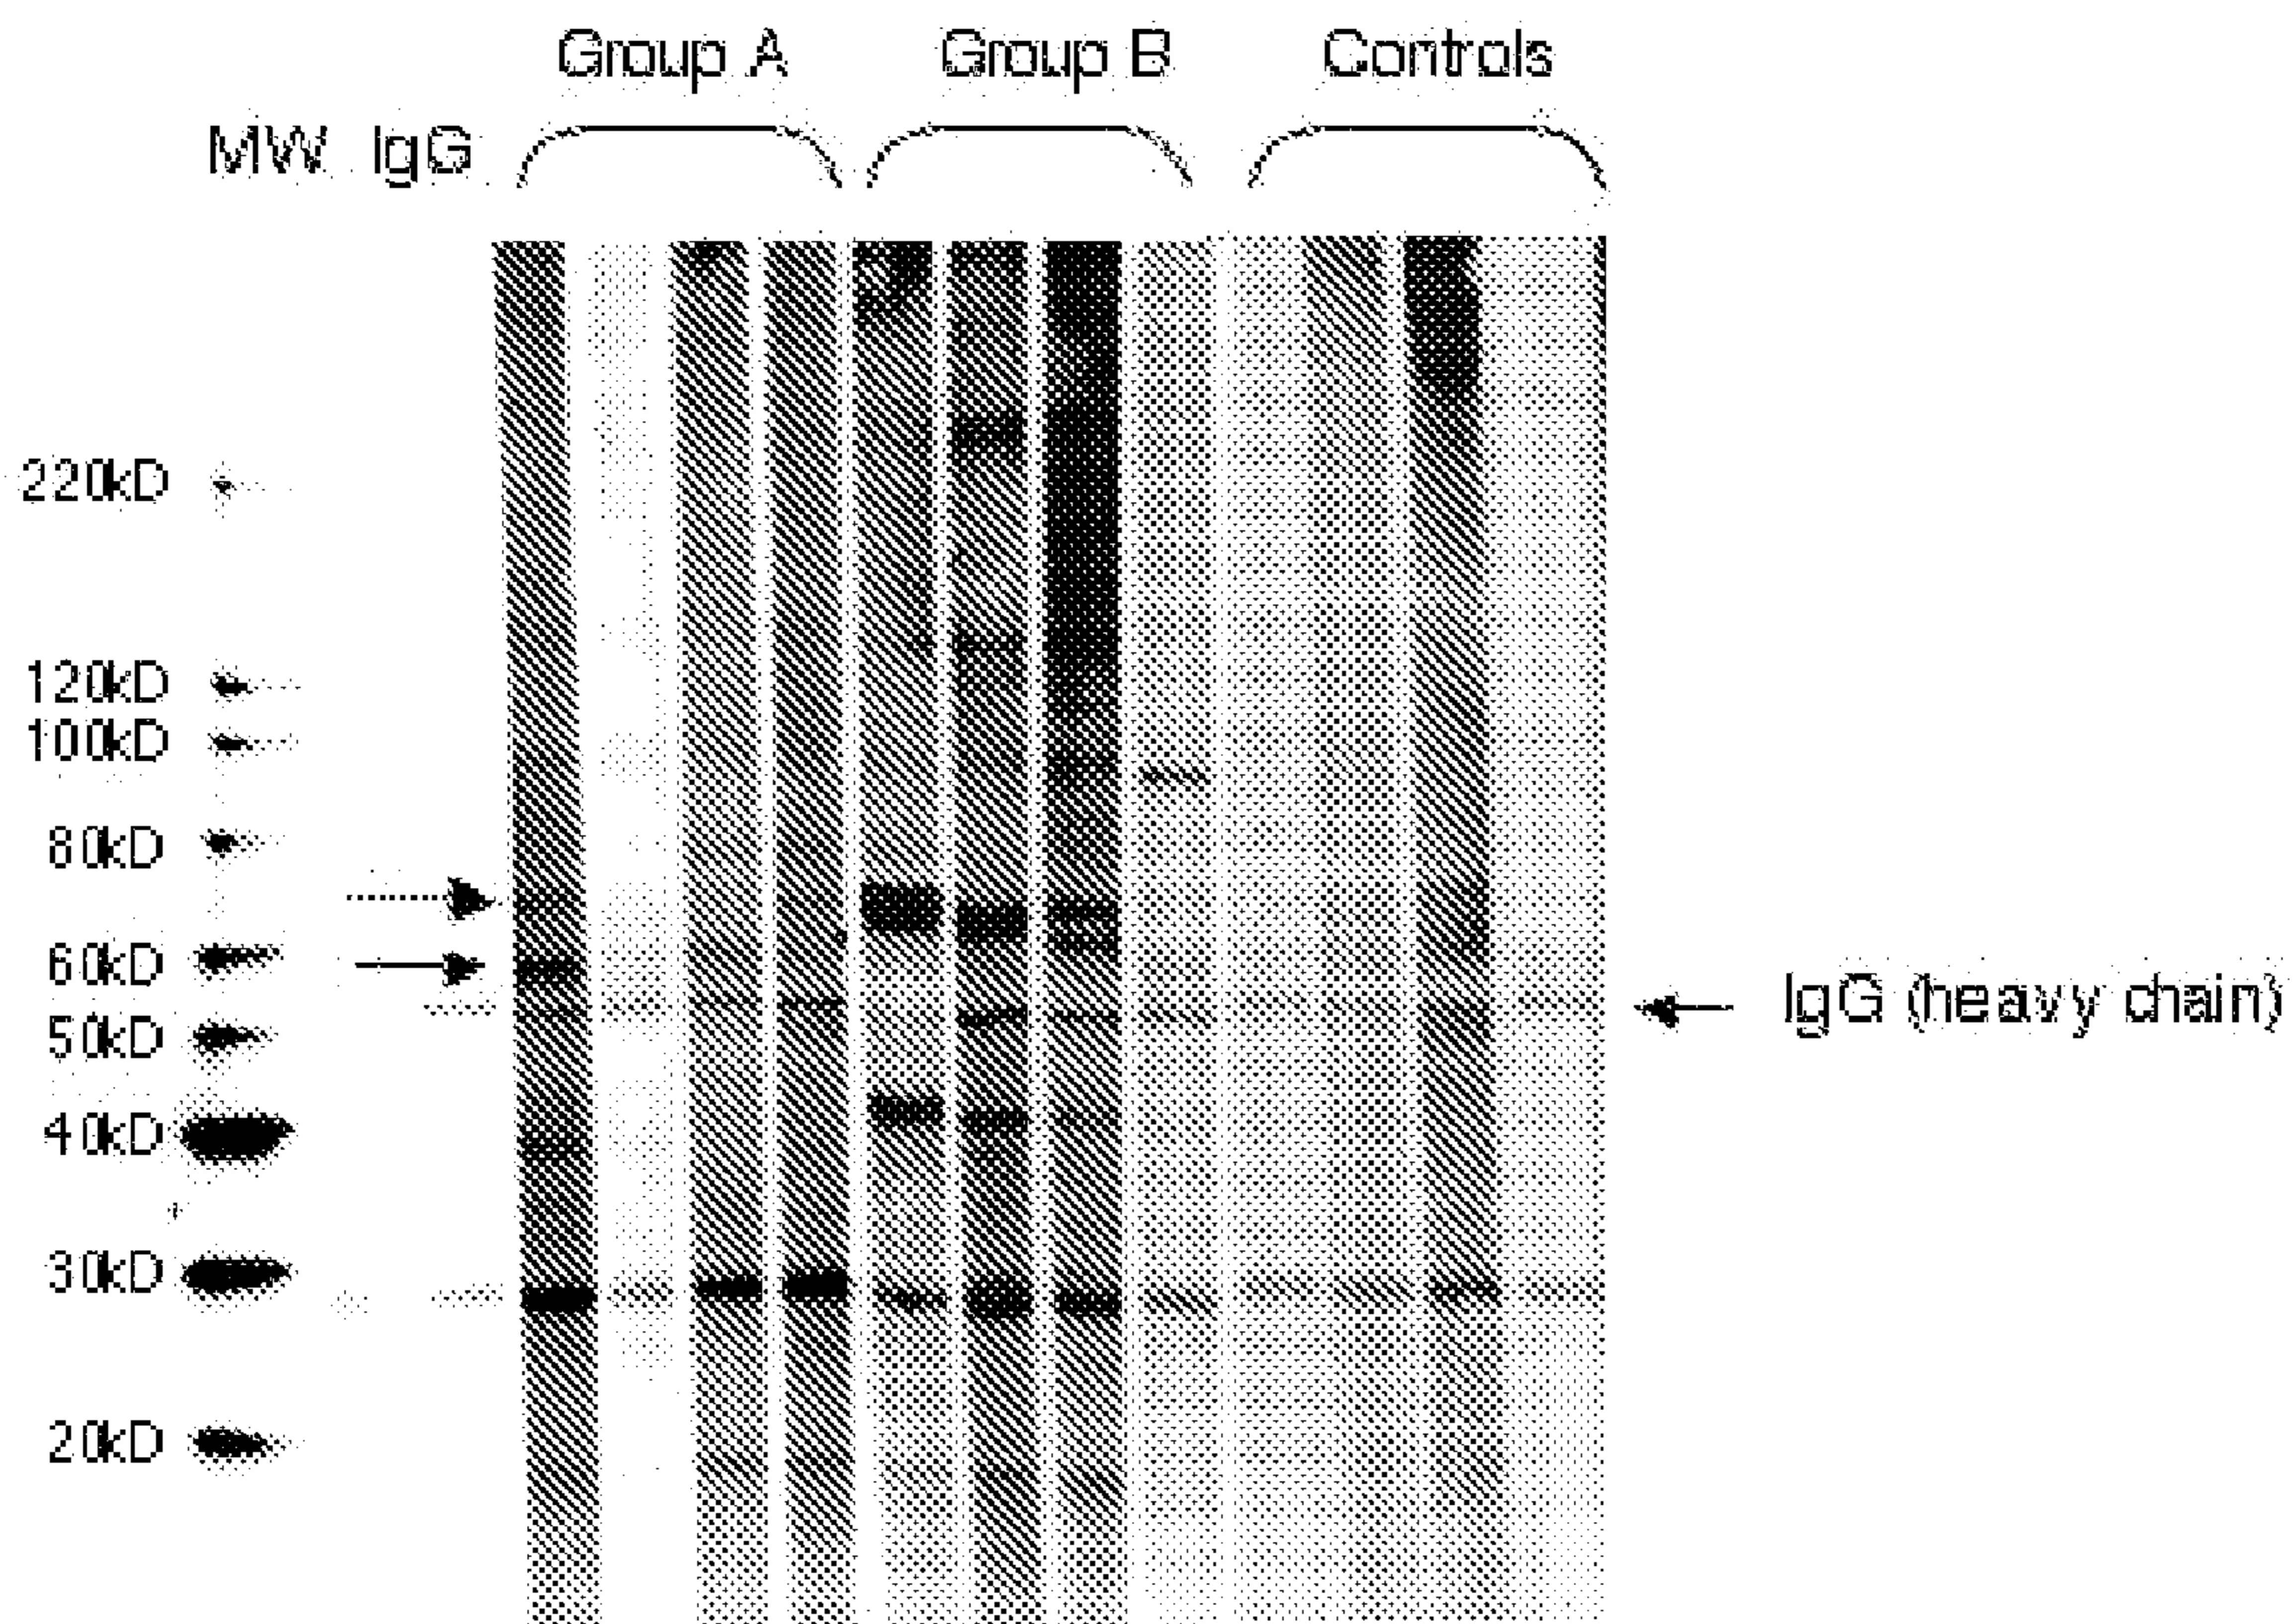 Group A Group B Controls
MW IgG
220kD
120kD
100kD
80kD
60kD
50kD
IgG (heavy chain)
40kD
30kD
20kD